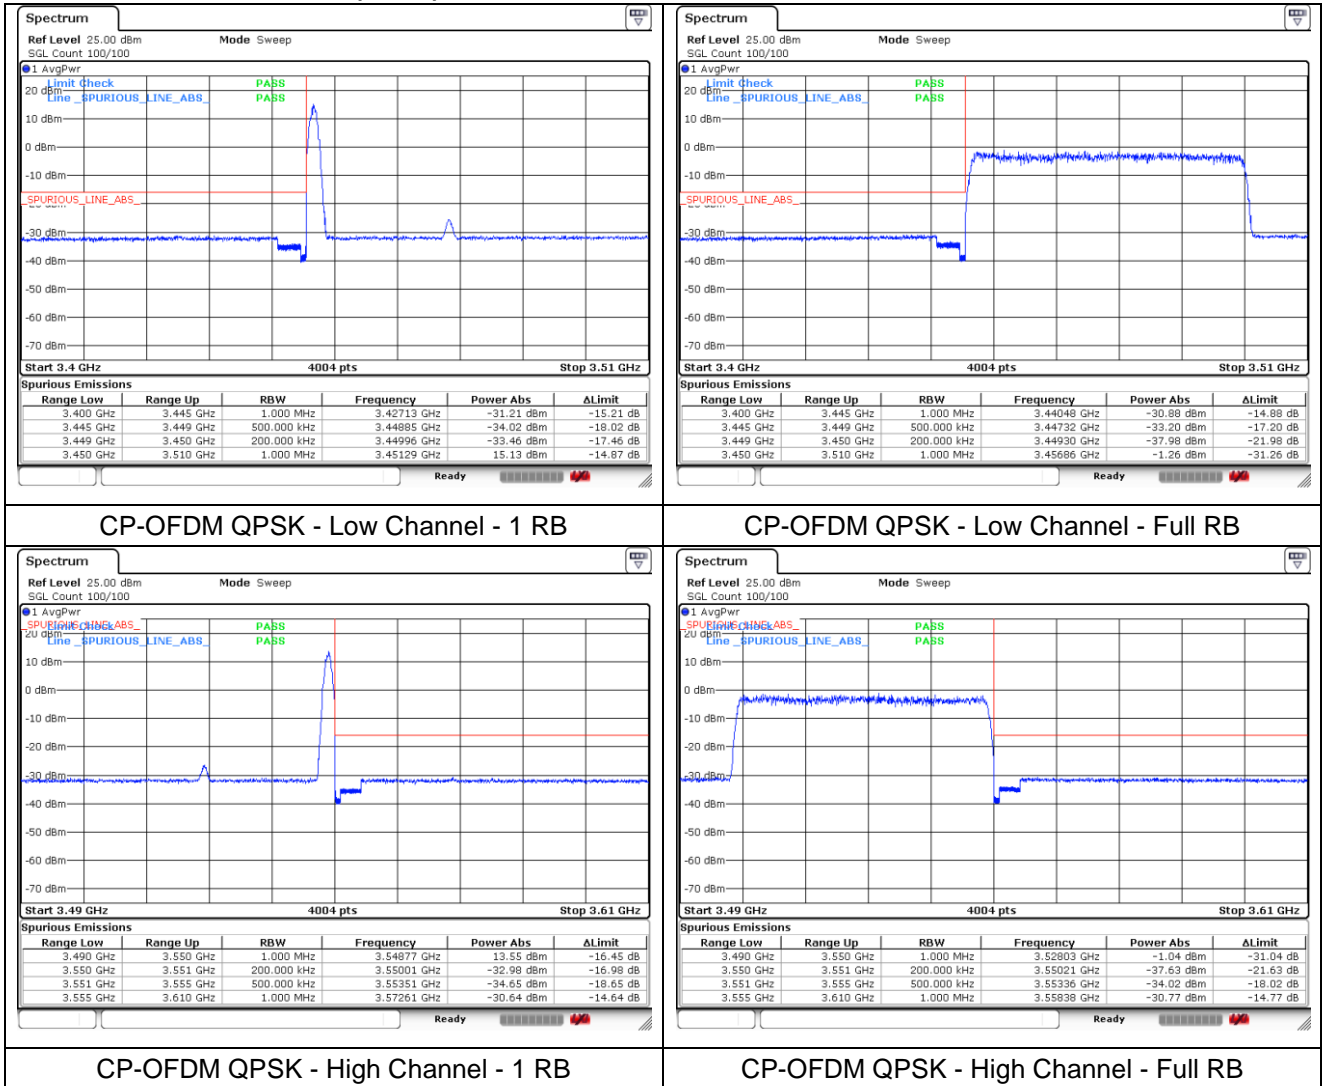 Spectrum
Ref Level 25.00 dBm Mode Sweep
SGL Count 100/100
1 AvgPwr
Limit Check PASS
Line _SPURIOUS_LINE_ABS_ PASS
20 dBm
10 dBm
0 dBm
-10 dBm
_SPURIOUS_LINE_ABS_
-30 dBm
-40 dBm
-50 dBm
-60 dBm
-70 dBm
Start 3.4 GHz 4004 pts Stop 3.51 GHz
Spurious Emissions
Range Low Range Up RBW Frequency Power Abs ΔLimit
3.400 GHz 3.445 GHz 1.000 MHz 3.42713 GHz -31.21 dBm -15.21 dB
3.445 GHz 3.449 GHz 500.000 kHz 3.44885 GHz -34.02 dBm -18.02 dB
3.449 GHz 3.450 GHz 200.000 kHz 3.44996 GHz -33.46 dBm -17.46 dB
3.450 GHz 3.510 GHz 1.000 MHz 3.45129 GHz 15.13 dBm -14.87 dB
Ready
CP-OFDM QPSK - Low Channel - 1 RB
Spectrum
Ref Level 25.00 dBm Mode Sweep
SGL Count 100/100
1 AvgPwr
Limit Check PASS
Line _SPURIOUS_LINE_ABS_ PASS
20 dBm
10 dBm
0 dBm
-10 dBm
_SPURIOUS_LINE_ABS_
-30 dBm
-40 dBm
-50 dBm
-60 dBm
-70 dBm
Start 3.4 GHz 4004 pts Stop 3.51 GHz
Spurious Emissions
Range Low Range Up RBW Frequency Power Abs ΔLimit
3.400 GHz 3.445 GHz 1.000 MHz 3.44048 GHz -30.88 dBm -14.88 dB
3.445 GHz 3.449 GHz 500.000 kHz 3.44732 GHz -33.20 dBm -17.20 dB
3.449 GHz 3.450 GHz 200.000 kHz 3.44930 GHz -37.98 dBm -21.98 dB
3.450 GHz 3.510 GHz 1.000 MHz 3.45686 GHz -1.26 dBm -31.26 dB
Ready
CP-OFDM QPSK - Low Channel - Full RB
Spectrum
Ref Level 25.00 dBm Mode Sweep
SGL Count 100/100
1 AvgPwr
_SPURIOUS_LINE_ABS_
Limit Check PASS
Line _SPURIOUS_LINE_ABS_ PASS
20 dBm
10 dBm
0 dBm
-10 dBm
-20 dBm
-30 dBm
-40 dBm
-50 dBm
-60 dBm
-70 dBm
Start 3.49 GHz 4004 pts Stop 3.61 GHz
Spurious Emissions
Range Low Range Up RBW Frequency Power Abs ΔLimit
3.490 GHz 3.550 GHz 1.000 MHz 3.54877 GHz 13.55 dBm -16.45 dB
3.550 GHz 3.551 GHz 200.000 kHz 3.55001 GHz -32.98 dBm -16.98 dB
3.551 GHz 3.555 GHz 500.000 kHz 3.55351 GHz -34.65 dBm -18.65 dB
3.555 GHz 3.610 GHz 1.000 MHz 3.57261 GHz -30.64 dBm -14.64 dB
Ready
CP-OFDM QPSK - High Channel - 1 RB
Spectrum
Ref Level 25.00 dBm Mode Sweep
SGL Count 100/100
1 AvgPwr
_SPURIOUS_LINE_ABS_
Limit Check PASS
Line _SPURIOUS_LINE_ABS_ PASS
20 dBm
10 dBm
0 dBm
-10 dBm
-20 dBm
-30 dBm
-40 dBm
-50 dBm
-60 dBm
-70 dBm
Start 3.49 GHz 4004 pts Stop 3.61 GHz
Spurious Emissions
Range Low Range Up RBW Frequency Power Abs ΔLimit
3.490 GHz 3.550 GHz 1.000 MHz 3.52803 GHz -1.04 dBm -31.04 dB
3.550 GHz 3.551 GHz 200.000 kHz 3.55021 GHz -37.63 dBm -21.63 dB
3.551 GHz 3.555 GHz 500.000 kHz 3.55336 GHz -34.02 dBm -18.02 dB
3.555 GHz 3.610 GHz 1.000 MHz 3.55838 GHz -30.77 dBm -14.77 dB
Ready
CP-OFDM QPSK - High Channel - Full RB